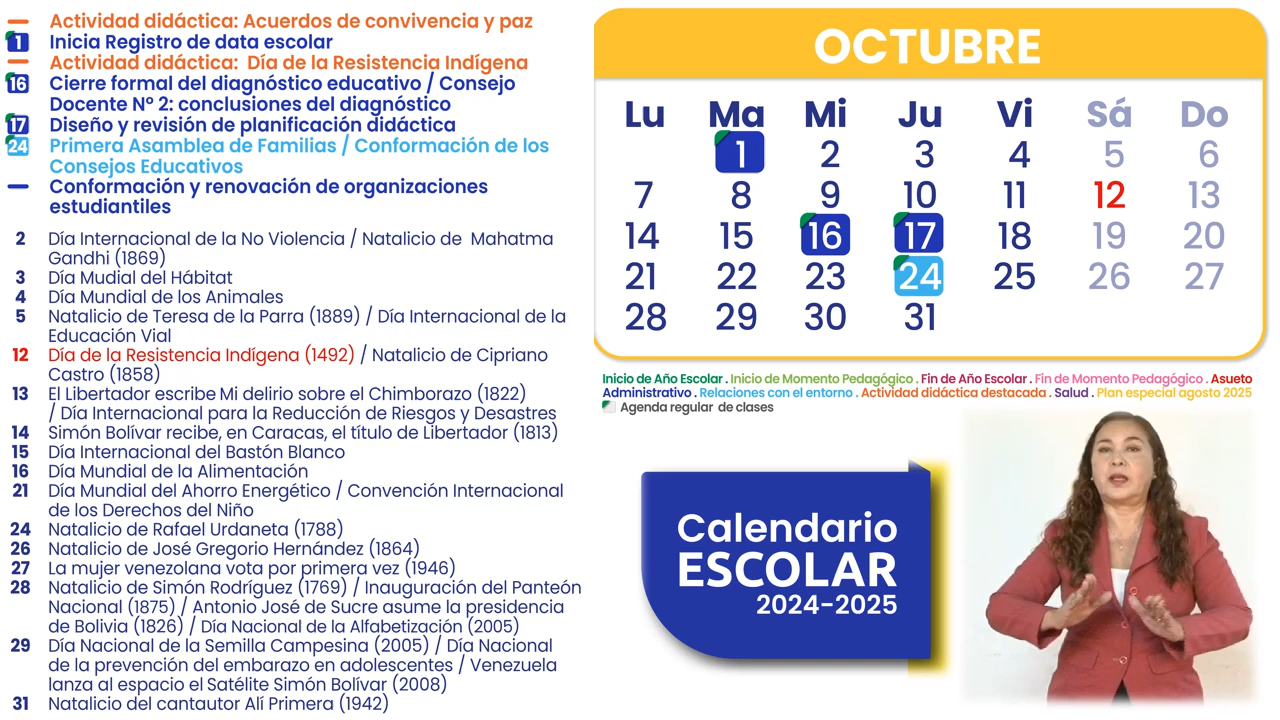 Actividad didáctica: Acuerdos de convivencia y paz
1 Inicia Registro de data escolar
Actividad didáctica: Día de la Resistencia Indígena
16 Cierre formal del diagnóstico educativo / Consejo
Docente Nº 2: conclusiones del diagnóstico
17 Diseño y revisión de planificación didáctica
24 Primera Asamblea de Familias / Conformación de los
Consejos Educativos
Conformación y renovación de organizaciones
estudiantiles
2 Día Internacional de la No Violencia / Natalicio de Mahatma
Gandhi (1869)
3 Día Mudial del Hábitat
4 Día Mundial de los Animales
5 Natalicio de Teresa de la Parra (1889) / Día Internacional de la
Educación Vial
12 Día de la Resistencia Indígena (1492) / Natalicio de Cipriano
Castro (1858)
13 El Libertador escribe Mi delirio sobre el Chimborazo (1822)
/ Día Internacional para la Reducción de Riesgos y Desastres
14 Simón Bolívar recibe, en Caracas, el título de Libertador (1813)
15 Día Internacional del Bastón Blanco
16 Día Mundial de la Alimentación
21 Día Mundial del Ahorro Energético / Convención Internacional
de los Derechos del Niño
24 Natalicio de Rafael Urdaneta (1788)
26 Natalicio de José Gregorio Hernández (1864)
27 La mujer venezolana vota por primera vez (1946)
28 Natalicio de Simón Rodríguez (1769) / Inauguración del Panteón
Nacional (1875) / Antonio José de Sucre asume la presidencia
de Bolivia (1826) / Día Nacional de la Alfabetización (2005)
29 Día Nacional de la Semilla Campesina (2005) / Día Nacional
de la prevención del embarazo en adolescentes / Venezuela
lanza al espacio el Satélite Simón Bolívar (2008)
31 Natalicio del cantautor Alí Primera (1942)
OCTUBRE
Lu Ma Mi Ju Vi Sá Do
1 2 3 4 5 6
7 8 9 10 11 12 13
14 15 16 17 18 19 20
21 22 23 24 25 26 27
28 29 30 31
Inicio de Año Escolar . Inicio de Momento Pedagógico . Fin de Año Escolar . Fin de Momento Pedagógico . Asueto
Administrativo . Relaciones con el entorno . Actividad didáctica destacada . Salud . Plan especial agosto 2025
Agenda regular de clases
Calendario
ESCOLAR
2024-2025